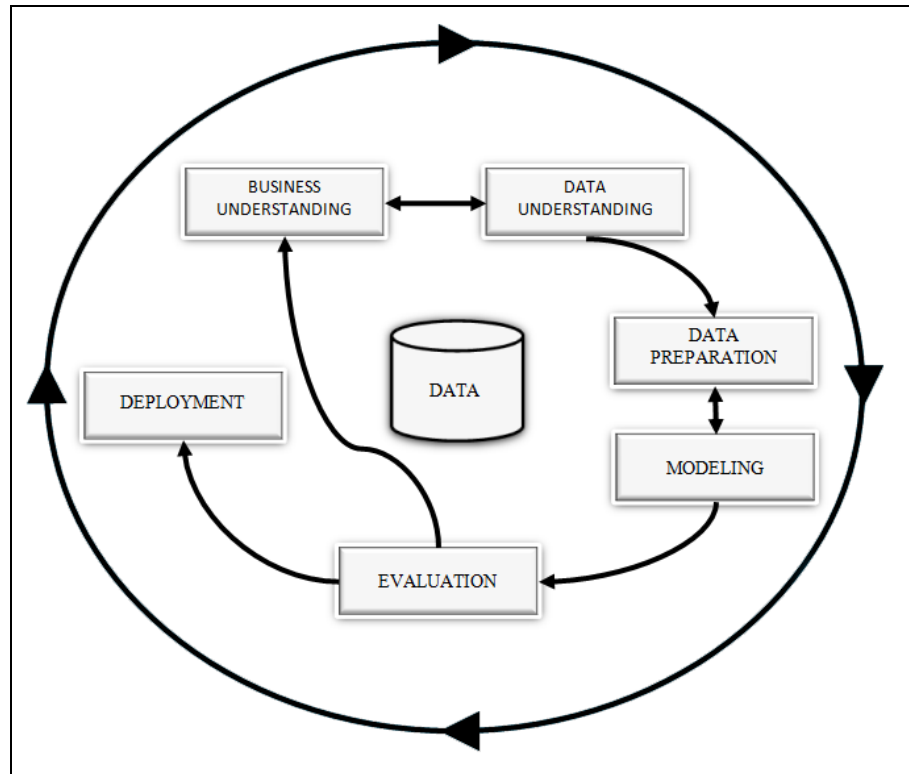 BUSINESS
UNDERSTANDING
DATA
UNDERSTANDING
DATA
PREPARATION
DEPLOYMENT
DATA
MODELING
EVALUATION